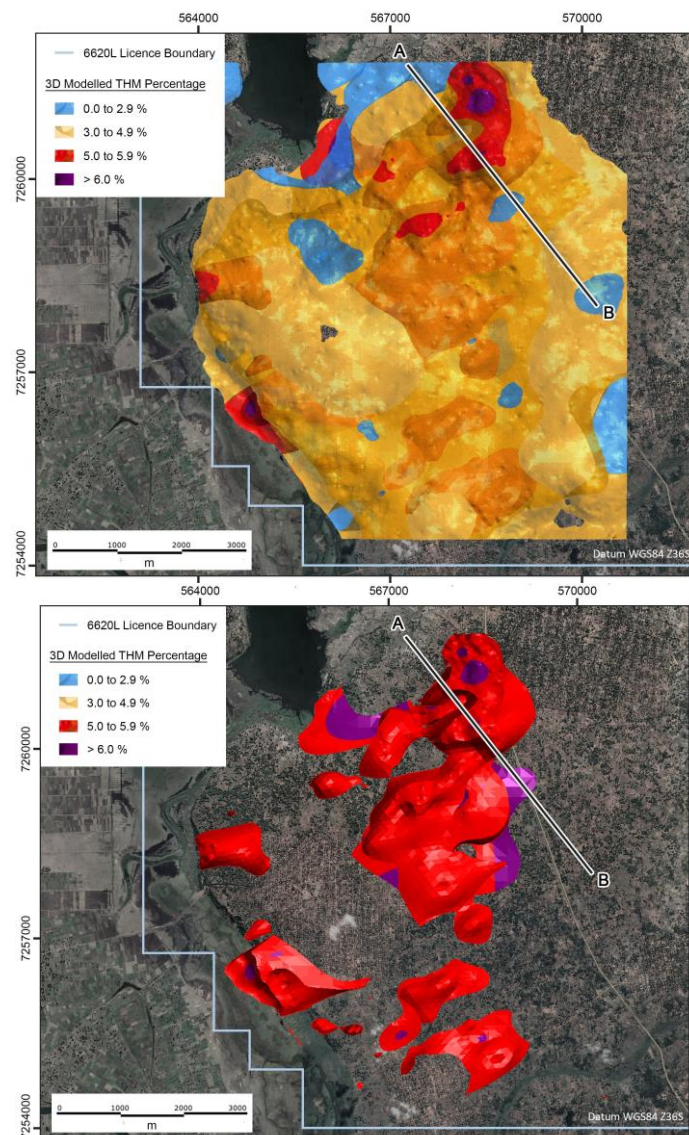 564000 567000 570000
6620L Licence Boundary
3D Modelled THM Percentage
0.0 to 2.9 %
3.0 to 4.9 %
5.0 to 5.9 %
> 6.0 %
A
7260000
B
7257000
0 1000 2000 3000
m
Datum WGS84 Z36S
7254000
564000 567000 570000
6620L Licence Boundary
3D Modelled THM Percentage
0.0 to 2.9 %
3.0 to 4.9 %
5.0 to 5.9 %
> 6.0 %
A
7260000
B
7257000
0 1000 2000 3000
m
Datum WGS84 Z36S
7254000